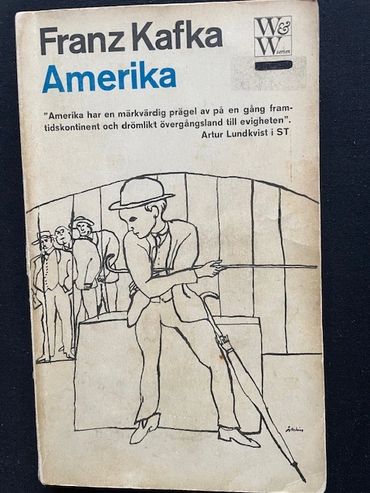 Franz Kafka
Amerika
W&
W serien
"Amerika har en märkvärdig prägel av på en gång fram-
tidskontinent och drömlikt övergångsland till evigheten".
Artur Lundkvist i ST